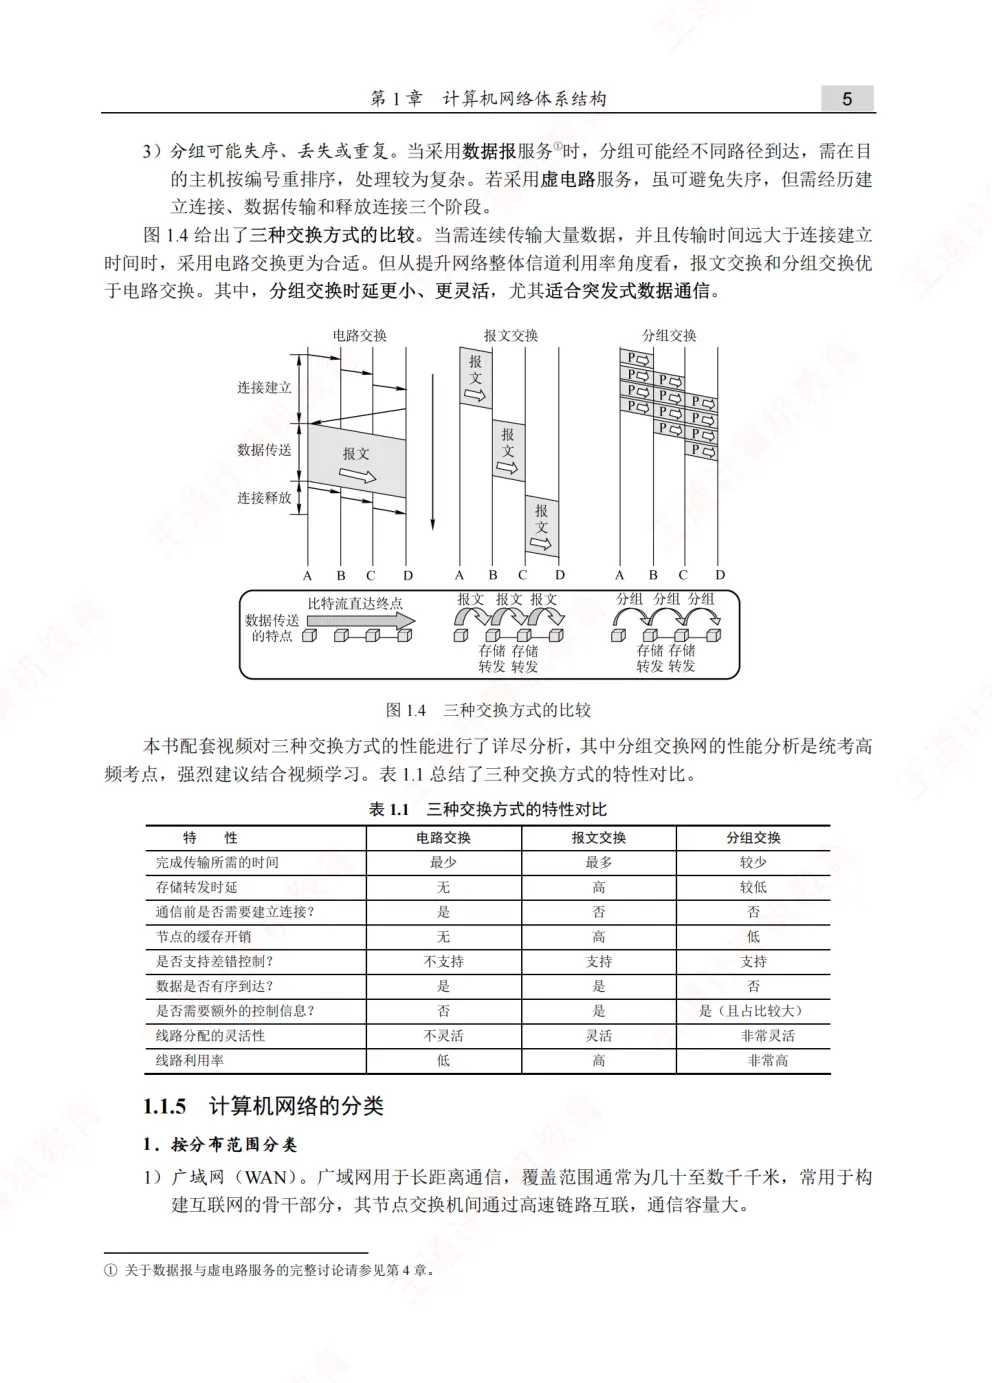 第 1 章　计算机网络体系结构
5
3）分组可能失序、丢失或重复。当采用数据报服务①时，分组可能经不同路径到达，需在目
的主机按编号重排序，处理较为复杂。若采用虚电路服务，虽可避免失序，但需经历建
立连接、数据传输和释放连接三个阶段。
图 1.4 给出了三种交换方式的比较。当需连续传输大量数据，并且传输时间远大于连接建立
时间时，采用电路交换更为合适。但从提升网络整体信道利用率角度看，报文交换和分组交换优
于电路交换。其中，分组交换时延更小、更灵活，尤其适合突发式数据通信。
电路交换　报文交换　分组交换
连接建立
数据传送
连接释放
报文
报
文
报
文
报
文
P
P P
P P P
P P P
P P
P
A B C D A B C D A B C D
数据传送
的特点
比特流直达终点
报文 报文 报文
存储 存储
转发 转发
分组 分组 分组
存储 存储
转发 转发
图 1.4　三种交换方式的比较
本书配套视频对三种交换方式的性能进行了详尽分析，其中分组交换网的性能分析是统考高
频考点，强烈建议结合视频学习。表 1.1 总结了三种交换方式的特性对比。
表 1.1　三种交换方式的特性对比
特　性　电路交换　报文交换　分组交换
完成传输所需的时间　最少　最多　较少
存储转发时延　无　高　较低
通信前是否需要建立连接？　是　否　否
节点的缓存开销　无　高　低
是否支持差错控制？　不支持　支持　支持
数据是否有序到达？　是　是　否
是否需要额外的控制信息？　否　是　是（且占比较大）
线路分配的灵活性　不灵活　灵活　非常灵活
线路利用率　低　高　非常高
1.1.5　计算机网络的分类
1．按分布范围分类
1）广域网（WAN）。广域网用于长距离通信，覆盖范围通常为几十至数千千米，常用于构
建互联网的骨干部分，其节点交换机间通过高速链路互联，通信容量大。
① 关于数据报与虚电路服务的完整讨论请参见第 4 章。
王道计算机教育